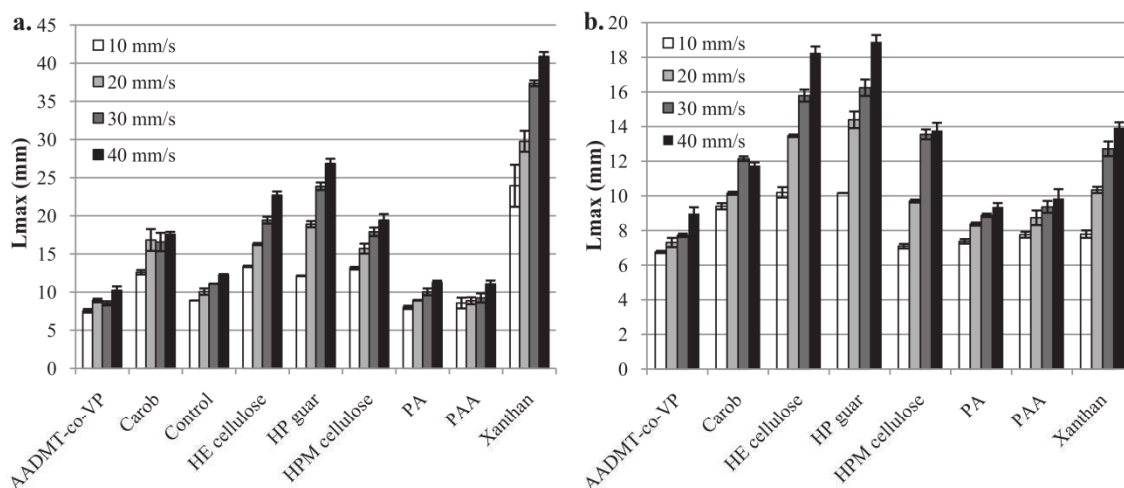 a.
Lmax (mm)
45
40
35
30
25
20
15
10
5
0
10 mm/s
20 mm/s
30 mm/s
40 mm/s
AADMT-co-VP
Carob
Control
HE cellulose
HP guar
HPM cellulose
PA
PAA
Xanthan
b.
Lmax (mm)
20
18
16
14
12
10
8
6
4
2
0
10 mm/s
20 mm/s
30 mm/s
40 mm/s
AADMT-co-VP
Carob
HE cellulose
HP guar
HPM cellulose
PA
PAA
Xanthan